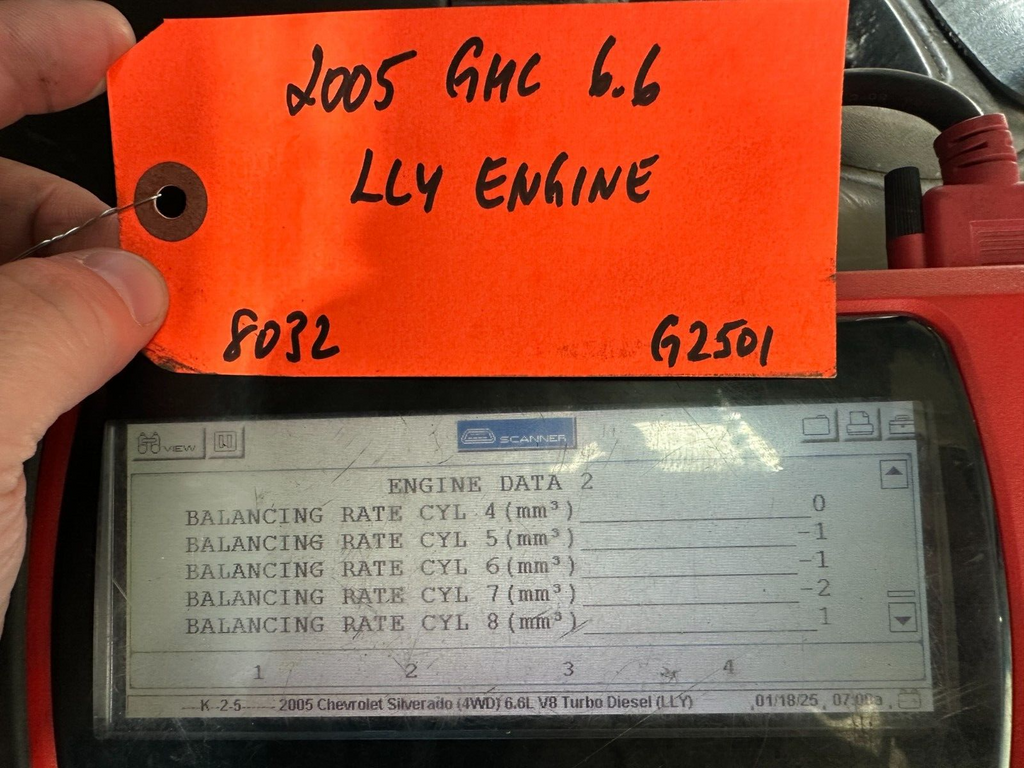 2005 GMC 6.6
LLY ENGINE
8032 G2501
VIEW SCANNER
ENGINE DATA 2
BALANCING RATE CYL 4(mm³) 0
BALANCING RATE CYL 5(mm³) -1
BALANCING RATE CYL 6(mm³) -1
BALANCING RATE CYL 7(mm³) -2
BALANCING RATE CYL 8(mm³) 1
1 2 3 4
K-2-5 2005 Chevrolet Silverado (4WD) 6.6L V8 Turbo Diesel (LLY) 01/18/25,